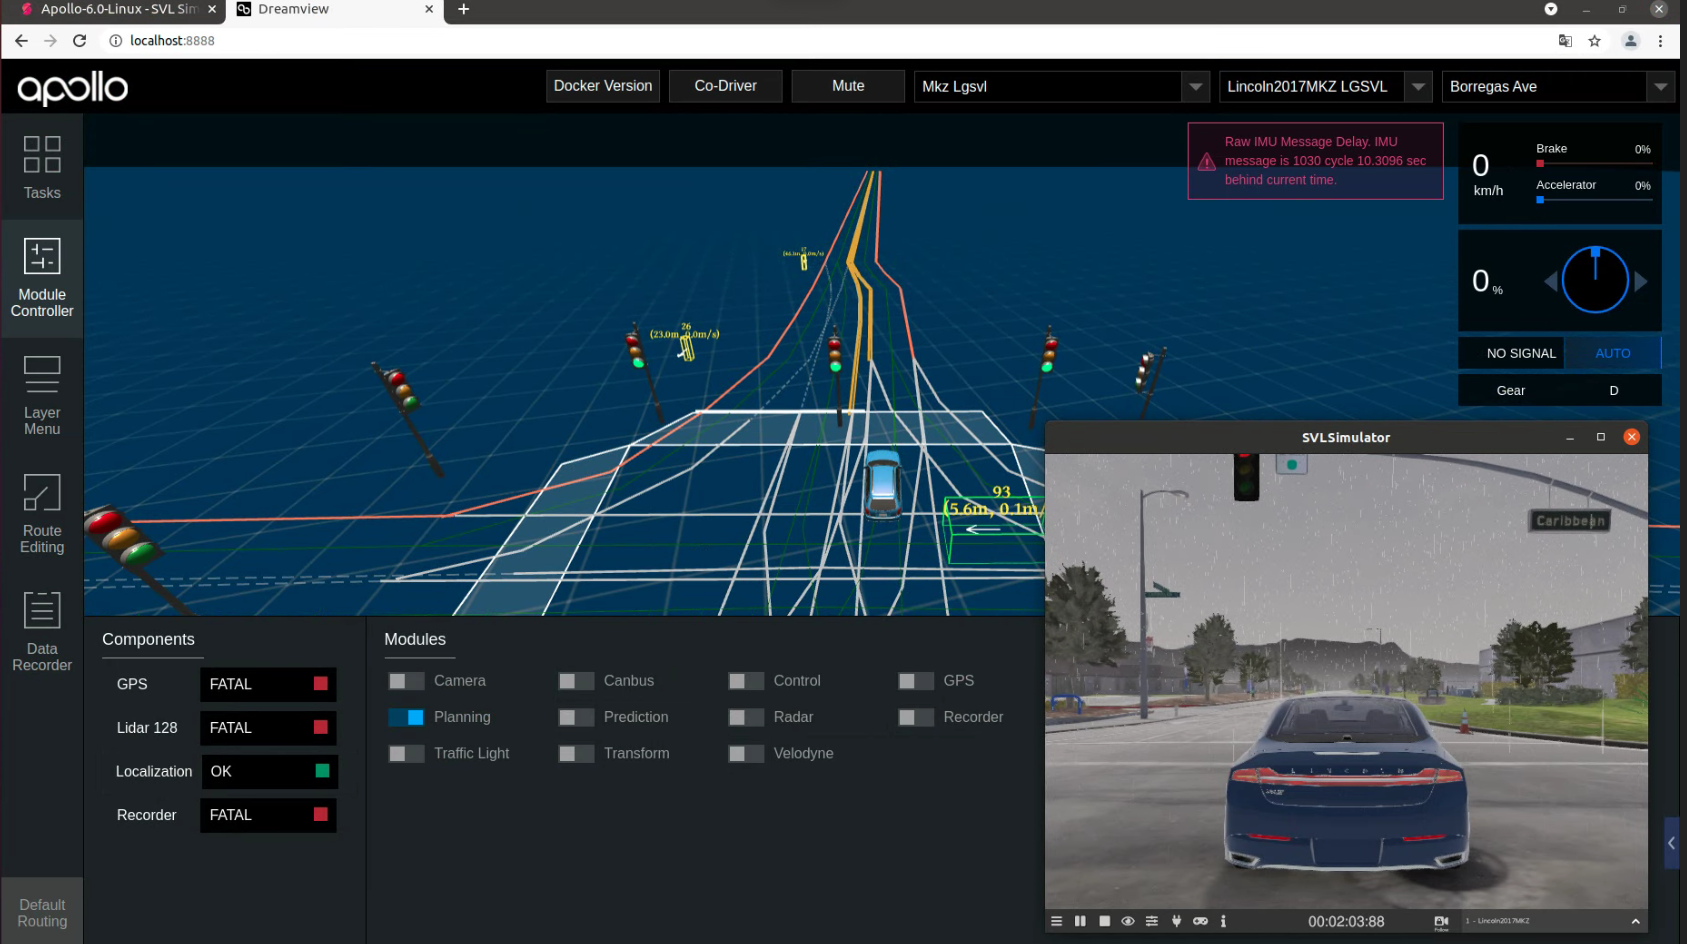 Apollo-6.0-Linux - SVL Sim
Dreamview
localhost:8888
apollo
Docker Version
Co-Driver
Mute
Mkz Lgsvl
Lincoln2017MKZ LGSVL
Borregas Ave
Tasks
Module
Controller
Layer
Menu
Route
Editing
Data
Recorder
Default
Routing
Raw IMU Message Delay. IMU
message is 1030 cycle 10.3096 sec
behind current time.
0
km/h
Brake 0%
Accelerator 0%
0 %
NO SIGNAL AUTO
Gear D
26
(23.0m, 0.0m/s)
93
(5.6m, 0.1m/
Components
GPS FATAL
Lidar 128 FATAL
Localization OK
Recorder FATAL
Modules
Camera Canbus Control GPS
Planning Prediction Radar Recorder
Traffic Light Transform Velodyne
SVLSimulator
Caribbean
LINCOLN
MKZ
00:02:03:88
Follow
1 - Lincoln2017MKZ